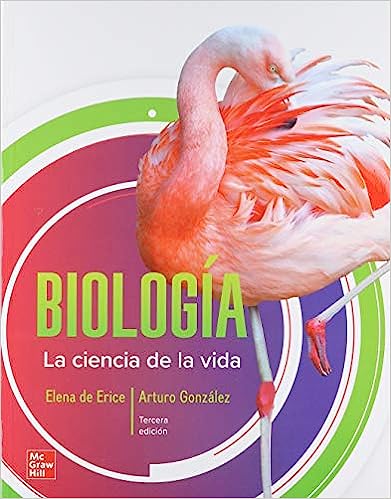 BIOLOGÍA
La ciencia de la vida
Elena de Erice | Arturo González
Tercera
edición
Mc
Graw
Hill